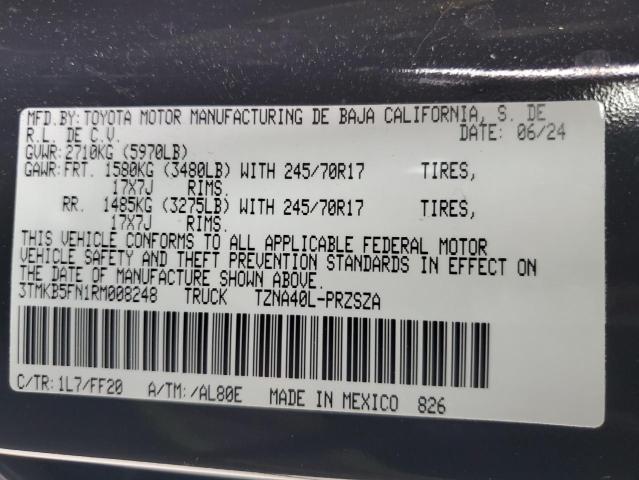 MFD.BY: TOYOTA MOTOR MANUFACTURING DE BAJA CALIFORNIA, S. DE
R.L. DE C.V. DATE: 06/24
GVWR: 2710KG (5970LB)
GAWR: FRT. 1580KG (3480LB) WITH 245/70R17 TIRES,
17X7J RIMS.
RR. 1485KG (3275LB) WITH 245/70R17 TIRES,
17X7J RIMS.
THIS VEHICLE CONFORMS TO ALL APPLICABLE FEDERAL MOTOR
VEHICLE SAFETY AND THEFT PREVENTION STANDARDS IN EFFECT ON
THE DATE OF MANUFACTURE SHOWN ABOVE.
3TMKB5FN1RM008248 TRUCK TZNA40L-PRZSZA
C/TR: 1L7/FF20 A/TM: /AL80E MADE IN MEXICO 826